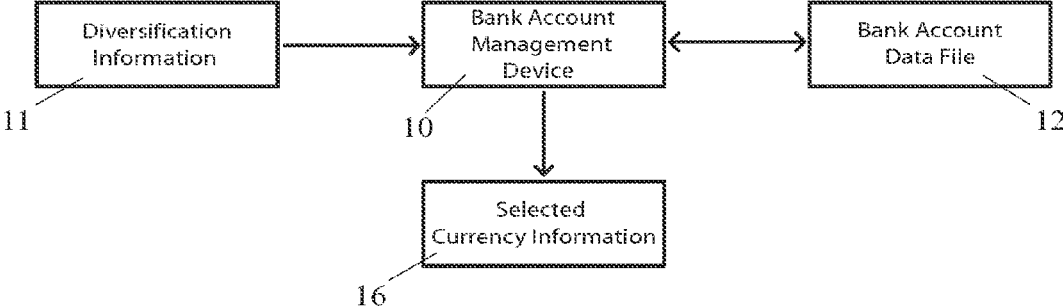 Diversification
Information
11
Bank Account
Management
Device
10
Bank Account
Data File
12
Selected
Currency Information
16